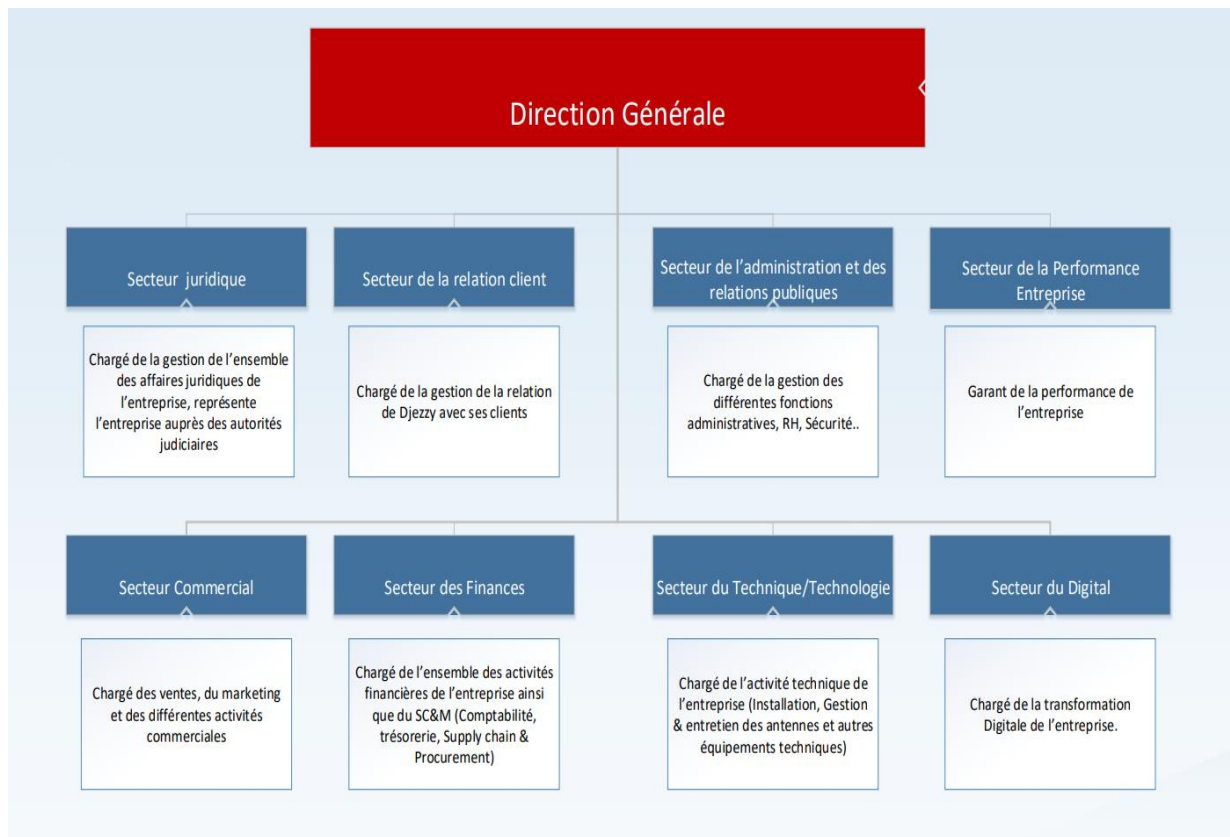 Direction Générale
Secteur juridique
Chargé de la gestion de l'ensemble
des affaires juridiques de
l'entreprise, représente
l'entreprise auprès des autorités
judiciaires
Secteur de la relation client
Chargé de la gestion de la relation
de Djezzy avec ses clients
Secteur de l'administration et des
relations publiques
Chargé de la gestion des
différentes fonctions
administratives, RH, Sécurité..
Secteur de la Performance
Entreprise
Garant de la performance de
l'entreprise
Secteur Commercial
Chargé des ventes, du marketing
et des différentes activités
commerciales
Secteur des Finances
Chargé de l'ensemble des activités
financières de l'entreprise ainsi
que du SC&M (Comptabilité,
trésorerie, Supply chain &
Procurement)
Secteur du Technique/Technologie
Chargé de l'activité technique de
l'entreprise (Installation, Gestion
& entretien des antennes et autres
équipements techniques)
Secteur du Digital
Chargé de la transformation
Digitale de l'entreprise.